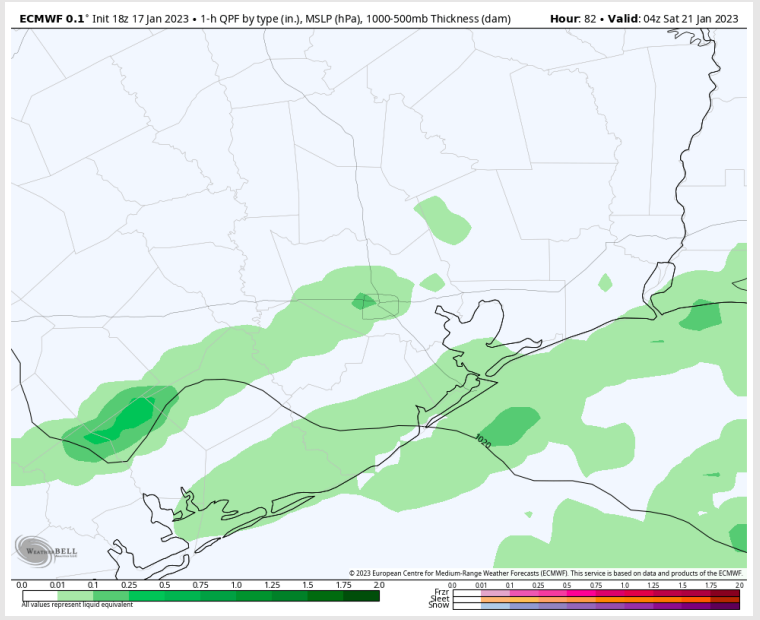 ECMWF 0.1° Init 18z 17 Jan 2023 • 1-h QPF by type (in.), MSLP (hPa), 1000-500mb Thickness (dam) Hour: 82 • Valid: 04z Sat 21 Jan 2023
1020
WEATHERBELL
© 2023 European Centre for Medium-Range Weather Forecasts (ECMWF). This service is based on data and products of the ECMWF.
0.0 0.01 0.1 0.25 0.5 0.75 1.0 1.25 1.5 1.75 2.0
All values represent liquid equivalent
0.0 0.01 0.1 0.25 0.5 0.75 1.0 1.25 1.5 1.75 2.0
Frzr
Sleet
Snow